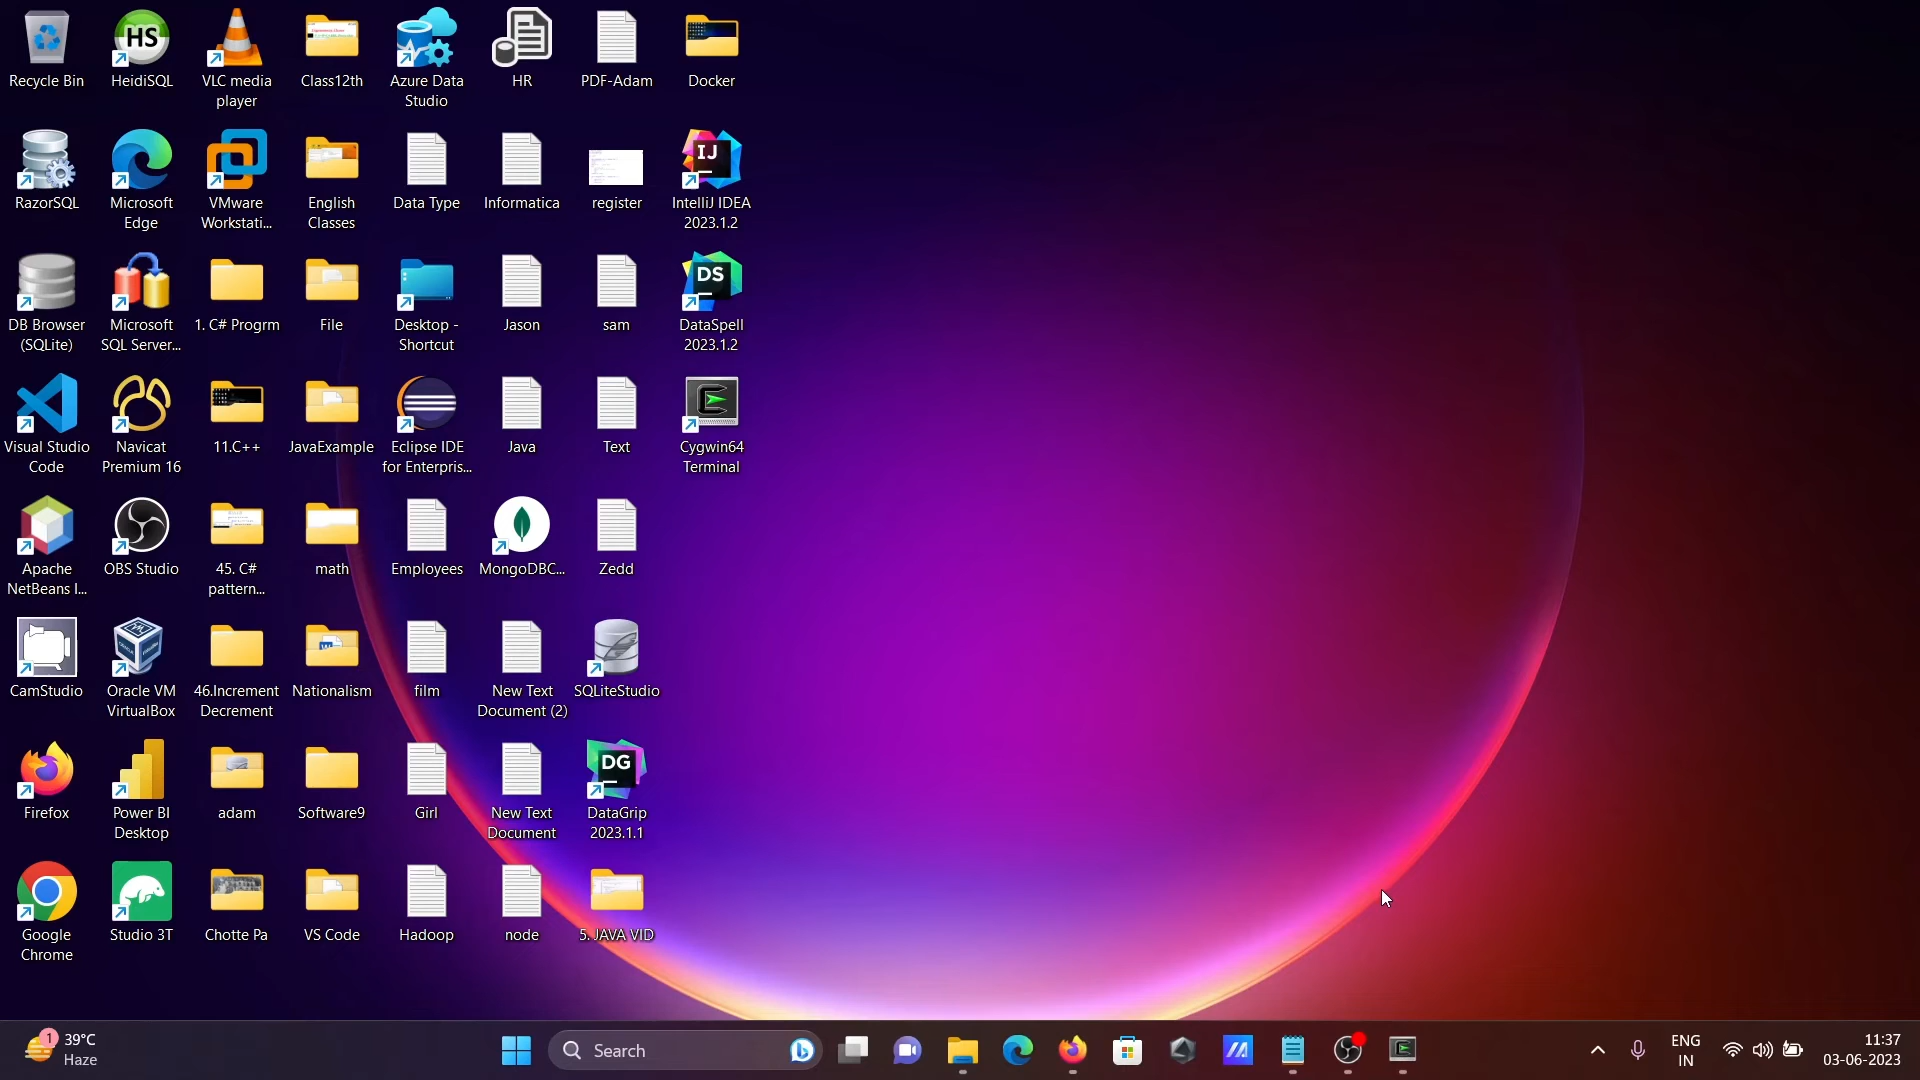 Recycle Bin
HS
HeidiSQL
VLC media
player
Class12th
Azure Data
Studio
HR
PDF-Adam
Docker
RazorSQL
Microsoft
Edge
VMware
Workstati...
English
Classes
Data Type
Informatica
register
IJ
IntelliJ IDEA
2023.1.2
DB Browser
(SQLite)
Microsoft
SQL Server...
1. C# Progrm
File
Desktop -
Shortcut
Jason
sam
DS
DataSpell
2023.1.2
Visual Studio
Code
Navicat
Premium 16
11.C++
JavaExample
Eclipse IDE
for Enterpris...
Java
Text
Cygwin64
Terminal
Apache
NetBeans I...
OBS Studio
45. C#
pattern...
math
Employees
MongoDBC...
Zedd
CamStudio
Oracle VM
VirtualBox
46.Increment
Decrement
Nationalism
film
New Text
Document (2)
SQLiteStudio
Firefox
Power BI
Desktop
adam
Software9
Girl
New Text
Document
DG
DataGrip
2023.1.1
Google
Chrome
Studio 3T
Chotte Pa
VS Code
Hadoop
node
5. JAVA VID
1
39°C
Haze
Search
ENG
IN
11:37
03-06-2023